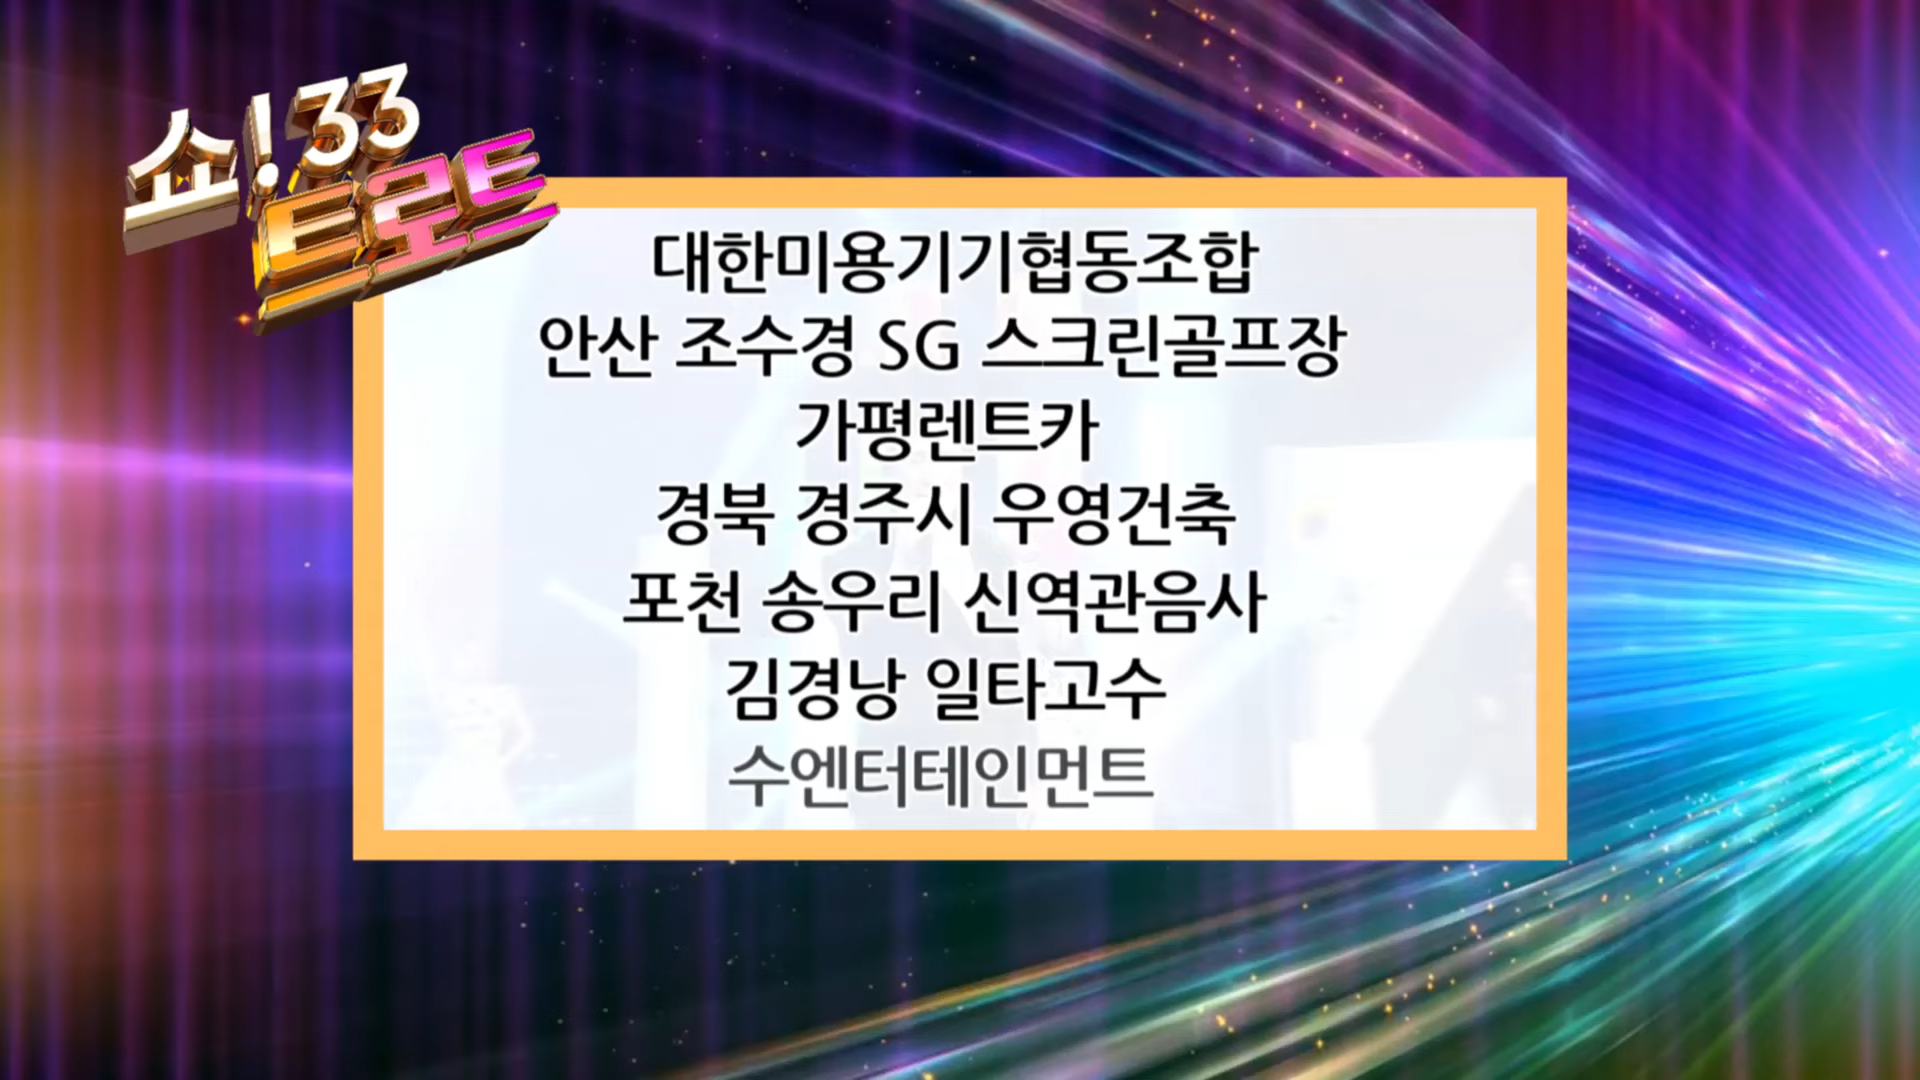 쇼! 33
트로트
대한미용기기협동조합
안산 조수경 SG 스크린골프장
가평렌트카
경북 경주시 우영건축
포천 송우리 신역관음사
김경낭 일타고수
수엔터테인먼트